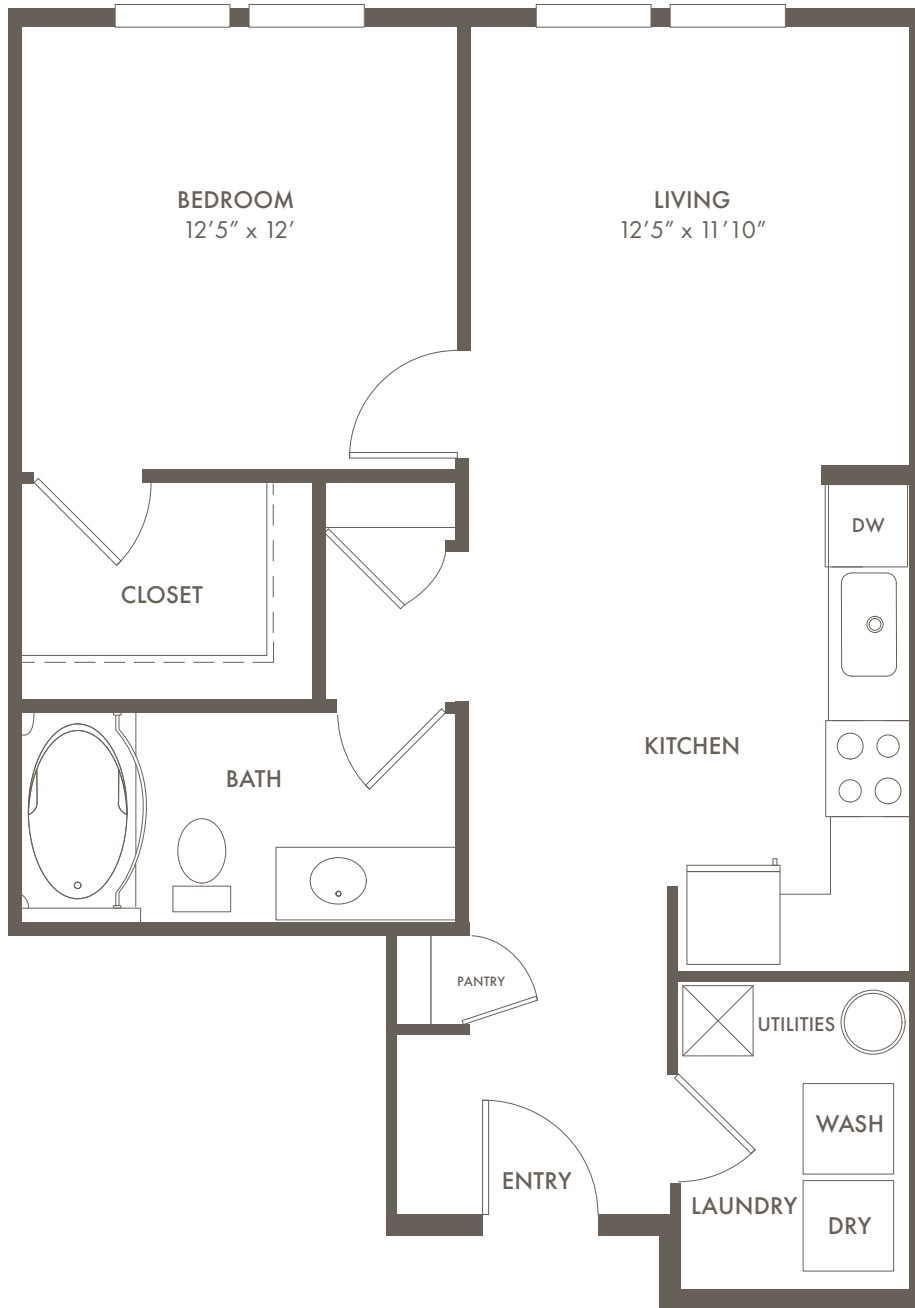 BEDROOM
12’5” x 12’
LIVING
12’5” x 11’10”
DW
CLOSET
KITCHEN
BATH
PANTRY
UTILITIES
WASH
ENTRY
LAUNDRY
DRY